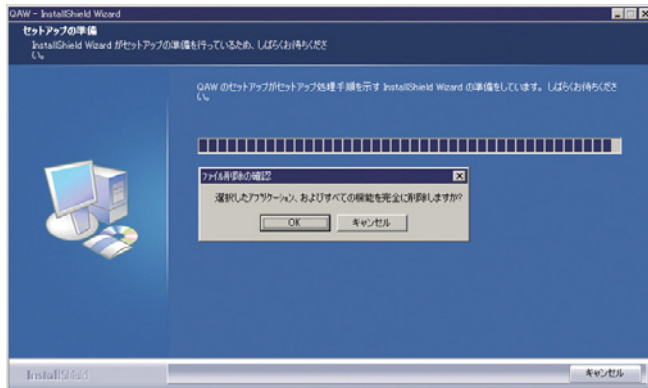 QAW - InstallShield Wizard
セットアップの準備
InstallShield Wizard がセットアップの準備を行っているため、しばらくお待ちくださ
い。
QAW のセットアップがセットアップ処理手順を示す InstallShield Wizard の準備をしています。しばらくお待ちくださ
い。
ファイル削除の確認
選択したアプリケーション、およびすべての機能を完全に削除しますか?
OK
キャンセル
InstallShield
キャンセル